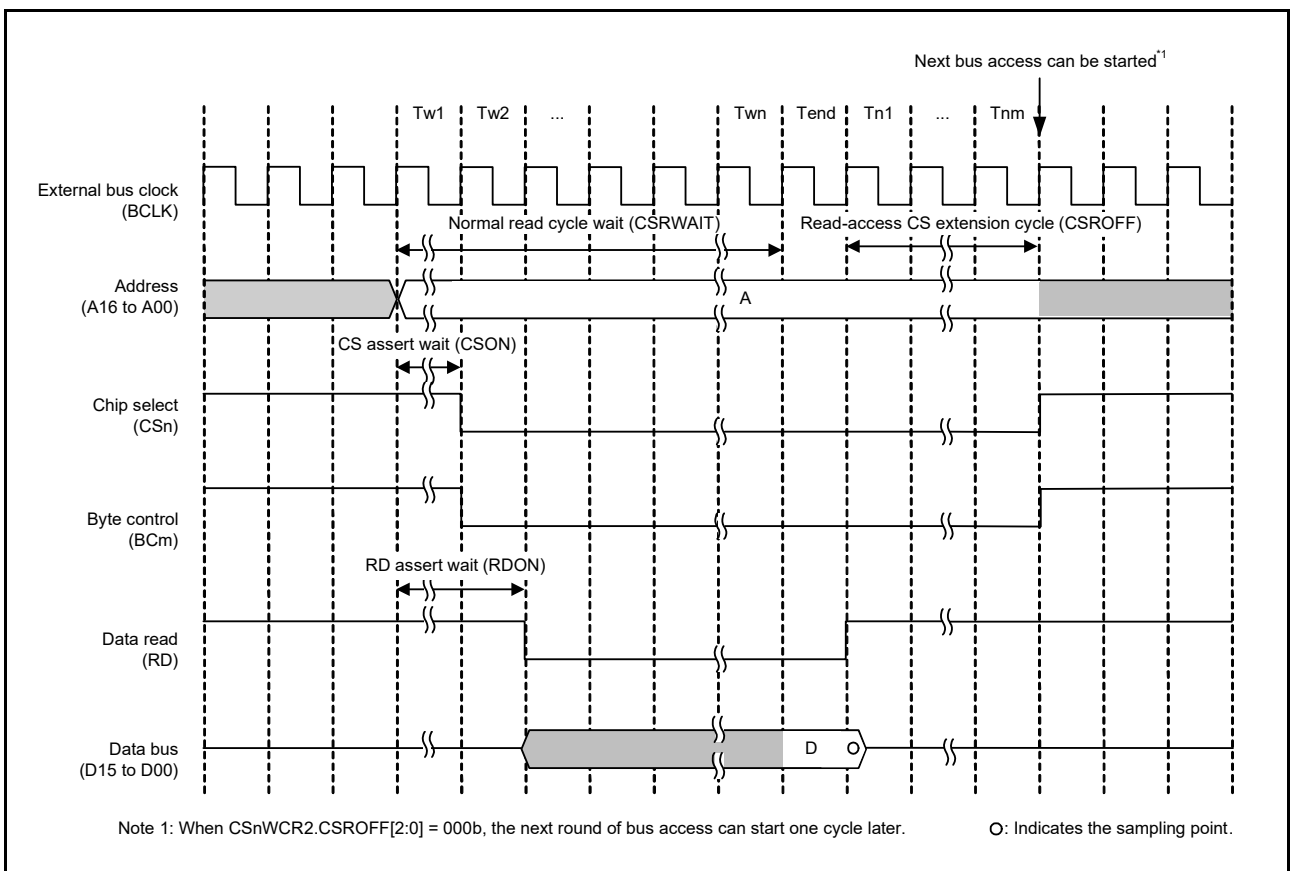 Next bus access can be started*1
Tw1 Tw2 ... Twn Tend Tn1 ... Tnm
External bus clock
(BCLK)
Normal read cycle wait (CSRWAIT) Read-access CS extension cycle (CSROFF)
Address
(A16 to A00)
A
CS assert wait (CSON)
Chip select
(CSn)
Byte control
(BCm)
RD assert wait (RDON)
Data read
(RD)
Data bus
(D15 to D00)
D
Note 1: When CSnWCR2.CSROFF[2:0] = 000b, the next round of bus access can start one cycle later. O: Indicates the sampling point.